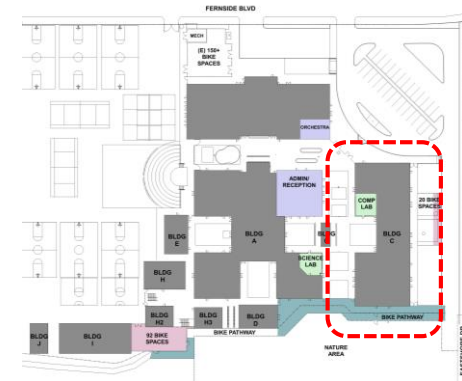 FERNSIDE BLVD
MECH
(E) 150+
BIKE
SPACES
ORCHESTRA
ADMIN/
RECEPTION
COMP
LAB
20 BIKE
SPACES
BLDG
E
BLDG
A
BLDG
BLDG
C
SCIENCE
LAB
BLDG
H
BLDG
H2
BLDG
H3
BLDG
D
BIKE PATHWAY
BLDG
J
BLDG
I
92 BIKE
SPACES
BIKE PATHWAY
NATURE
AREA